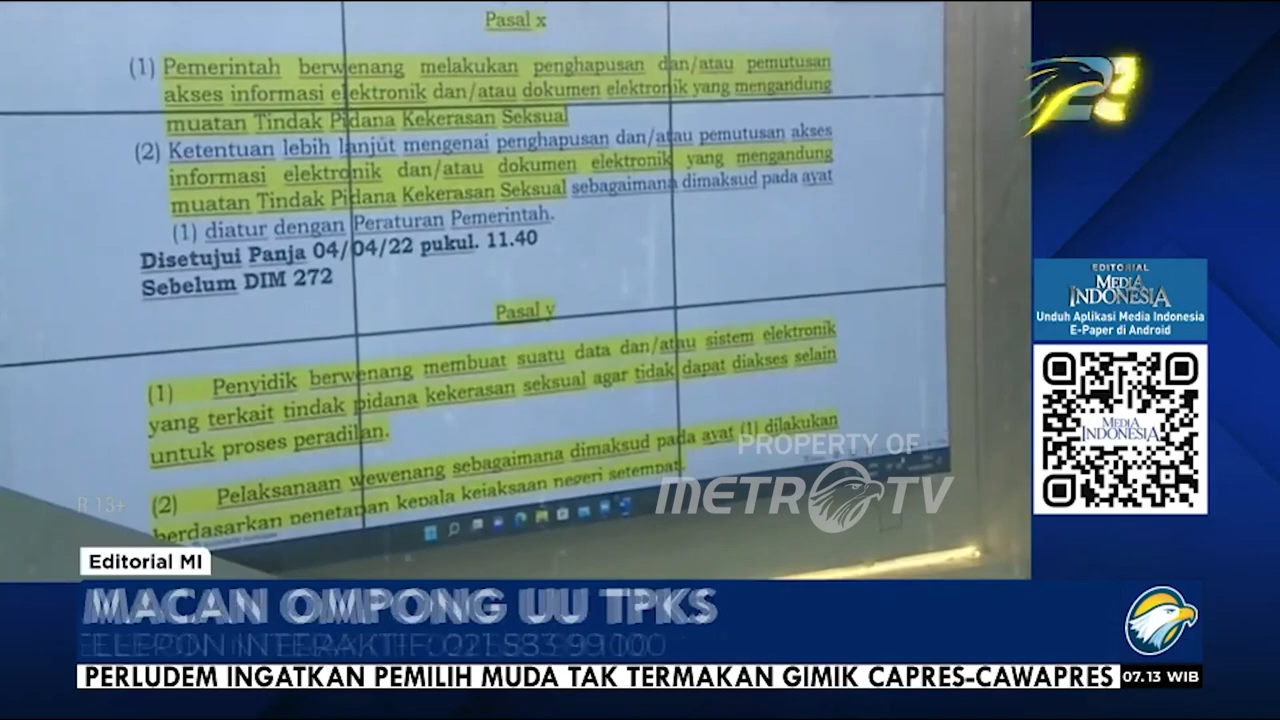 Pasal x
(1) Pemerintah berwenang melakukan penghapusan dan/atau pemutusan
akses informasi elektronik dan/atau dokumen elektronik yang mengandung
muatan Tindak Pidana Kekerasan Seksual
(2) Ketentuan lebih lanjut mengenai penghapusan dan/atau pemutusan akses
informasi elektronik dan/atau dokumen elektronik yang mengandung
muatan Tindak Pidana Kekerasan Seksual sebagaimana dimaksud pada ayat
(1) diatur dengan Peraturan Pemerintah.
Disetujui Panja 04/04/22 pukul. 11.40
Sebelum DIM 272
Pasal y
(1) Penyidik berwenang membuat suatu data dan/atau sistem elektronik
yang terkait tindak pidana kekerasan seksual agar tidak dapat diakses selain
untuk proses peradilan.
(2) Pelaksanaan wewenang sebagaimana dimaksud pada ayat (1) dilakukan
berdasarkan penetapan kepala kejaksaan negeri setempat.
PROPERTY OF
METRO TV
R 13+
EDITORIAL
MEDIA
INDONESIA
Unduh Aplikasi Media Indonesia
E-Paper di Android
MEDIA
INDONESIA
Editorial MI
MACAN OMPONG UU TPKS
TELEPON INTERAKTIF: 021 583 99 100
PERLUDEM INGATKAN PEMILIH MUDA TAK TERMAKAN GIMIK CAPRES-CAWAPRES
07.13 WIB